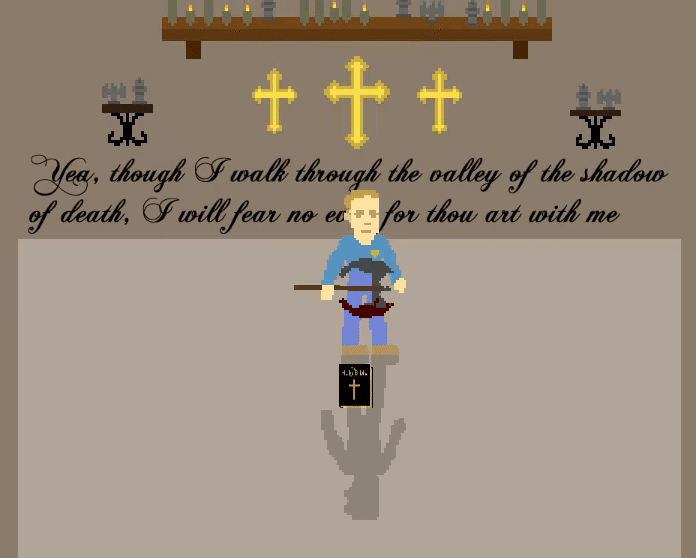 Yea, though I walk through the valley of the shadow
of death, I will fear no ev for thou art with me